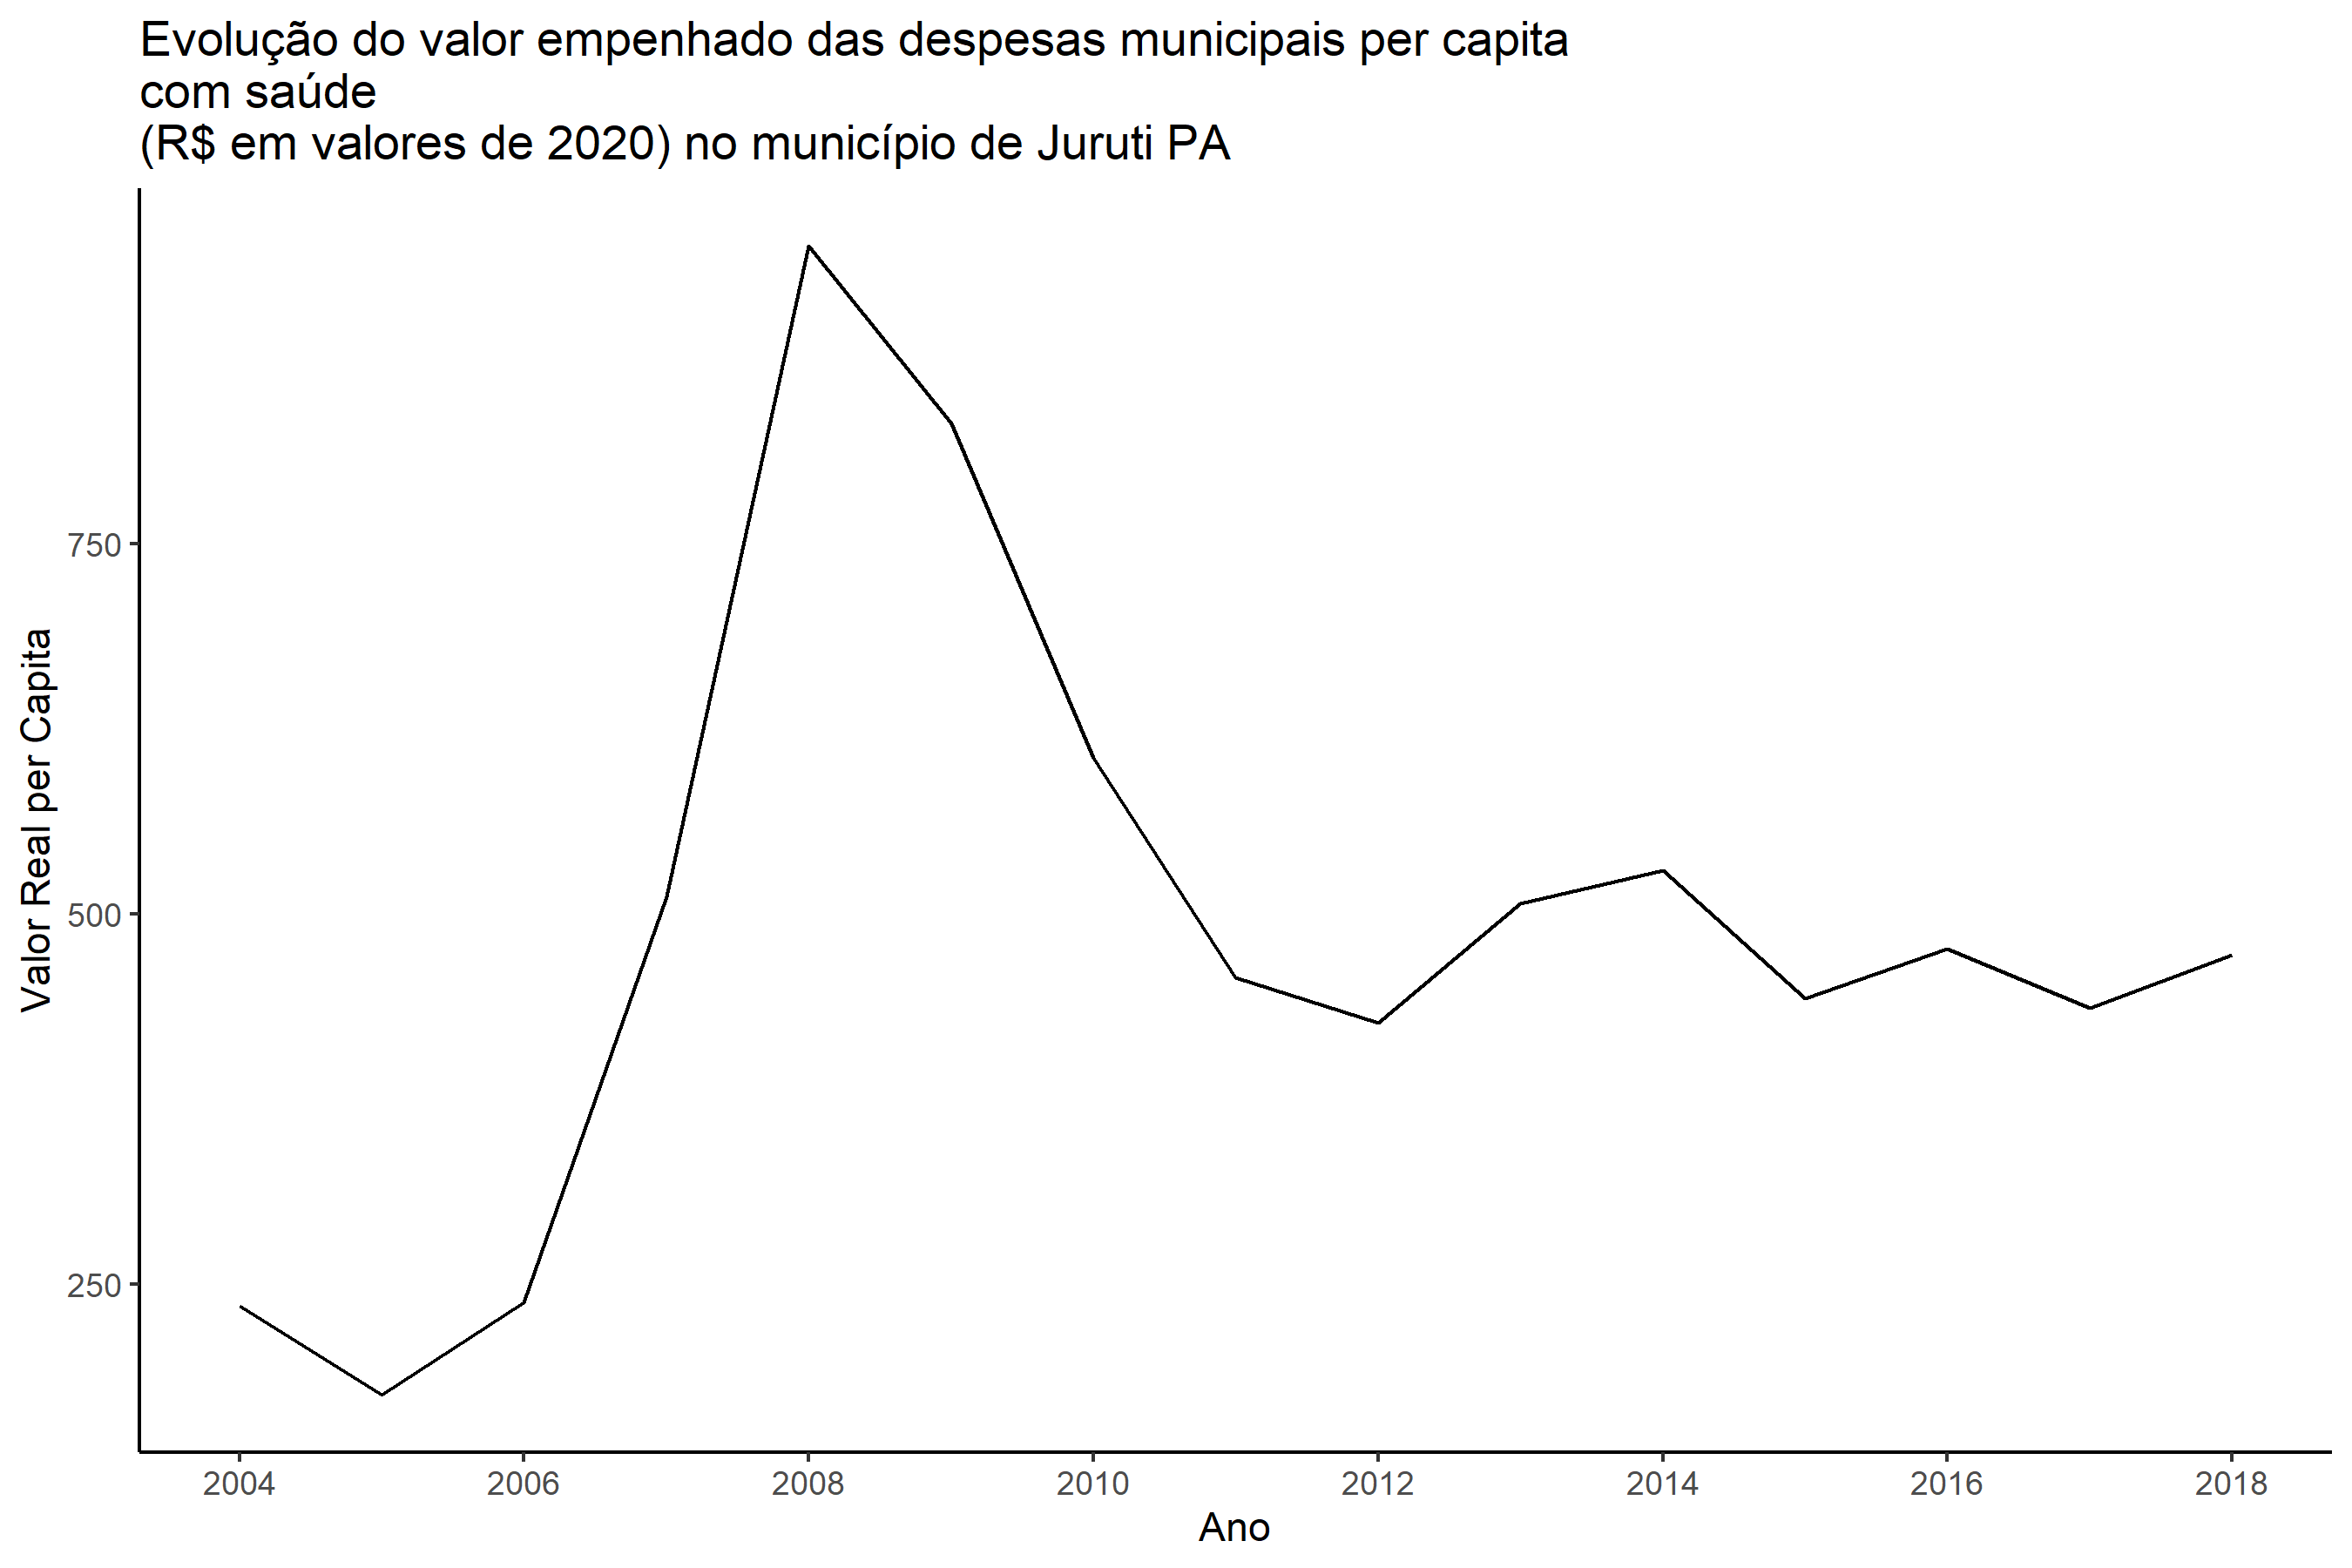 Evolução do valor empenhado das despesas municipais per capita
com saúde
(R$ em valores de 2020) no município de Juruti PA
750
500
250
Valor Real per Capita
2004 2006 2008 2010 2012 2014 2016 2018
Ano